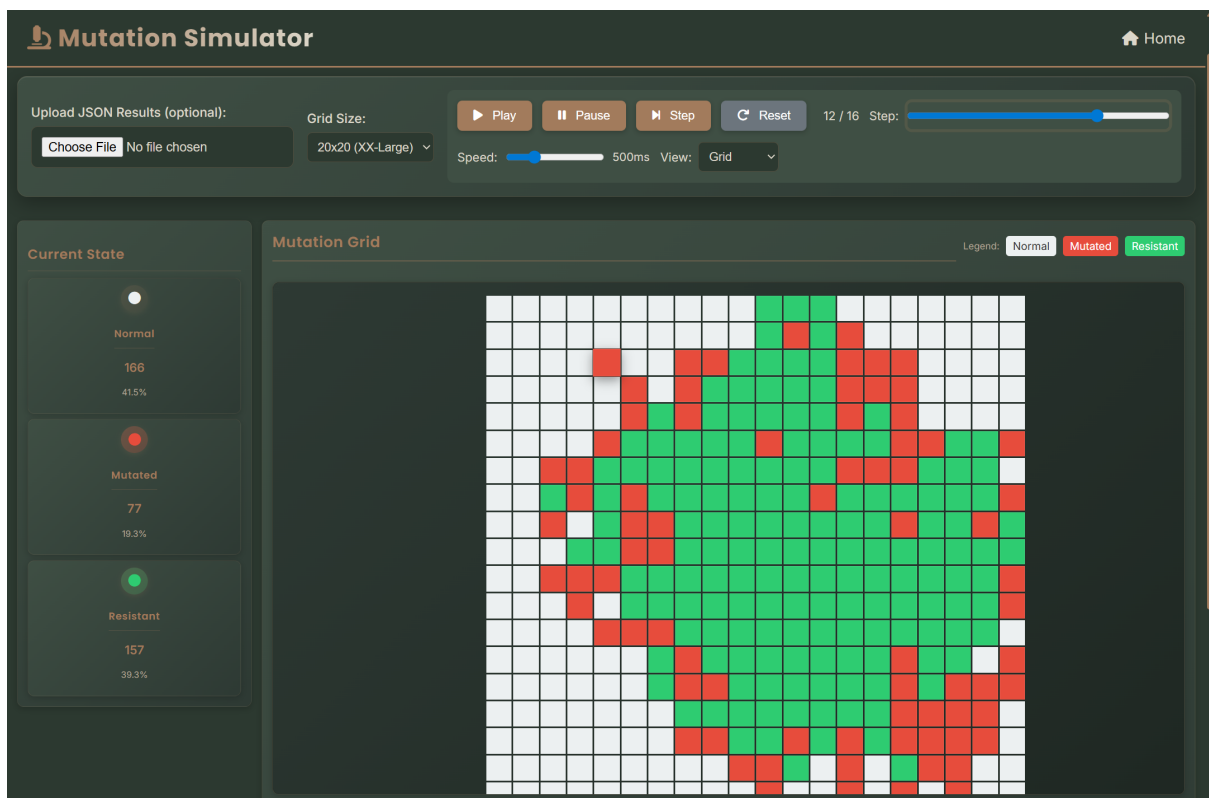 Mutation Simulator
Home
Upload JSON Results (optional):
Choose File No file chosen
Grid Size:
20x20 (XX-Large)
Play
Pause
Step
Reset
12 / 16
Step:
Speed:
500ms
View:
Grid
Current State
Normal
166
41.5%
Mutated
77
19.3%
Resistant
157
39.3%
Mutation Grid
Legend:
Normal
Mutated
Resistant